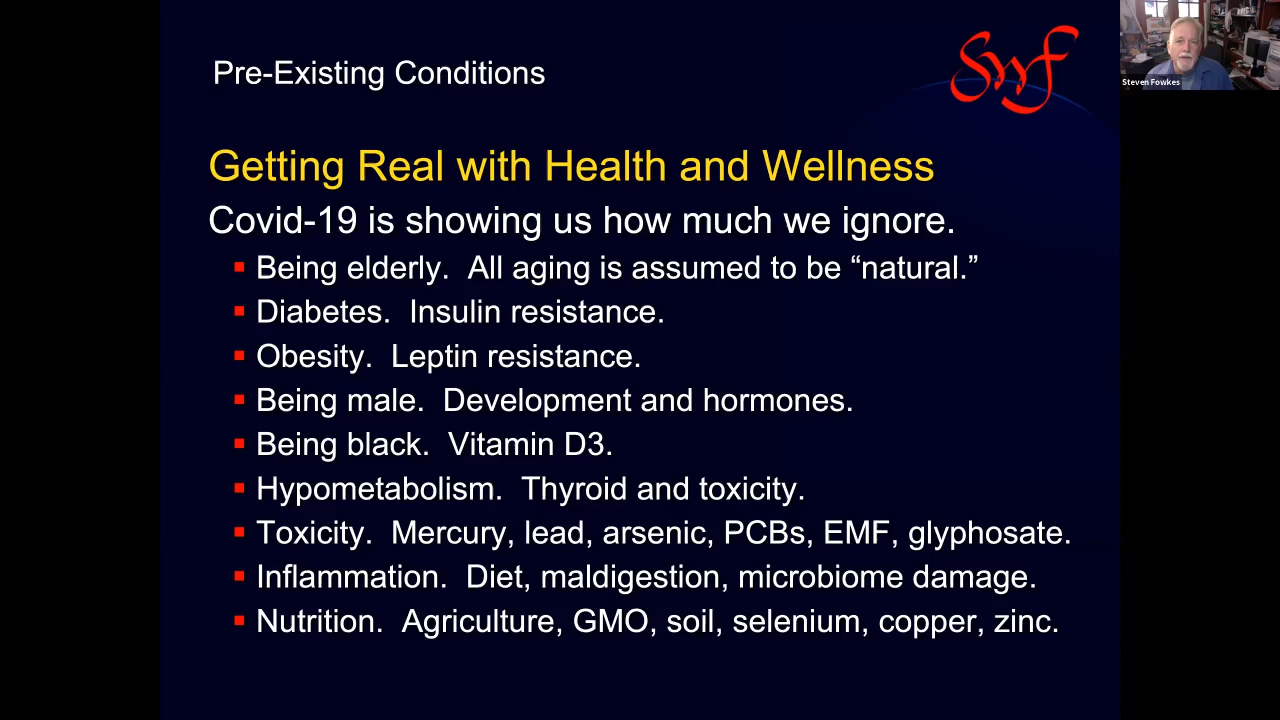 Pre-Existing Conditions
Swf
Steven Fowkes
Getting Real with Health and Wellness
Covid-19 is showing us how much we ignore.
Being elderly.  All aging is assumed to be “natural.”
Diabetes.  Insulin resistance.
Obesity.  Leptin resistance.
Being male.  Development and hormones.
Being black.  Vitamin D3.
Hypometabolism.  Thyroid and toxicity.
Toxicity.  Mercury, lead, arsenic, PCBs, EMF, glyphosate.
Inflammation.  Diet, maldigestion, microbiome damage.
Nutrition.  Agriculture, GMO, soil, selenium, copper, zinc.